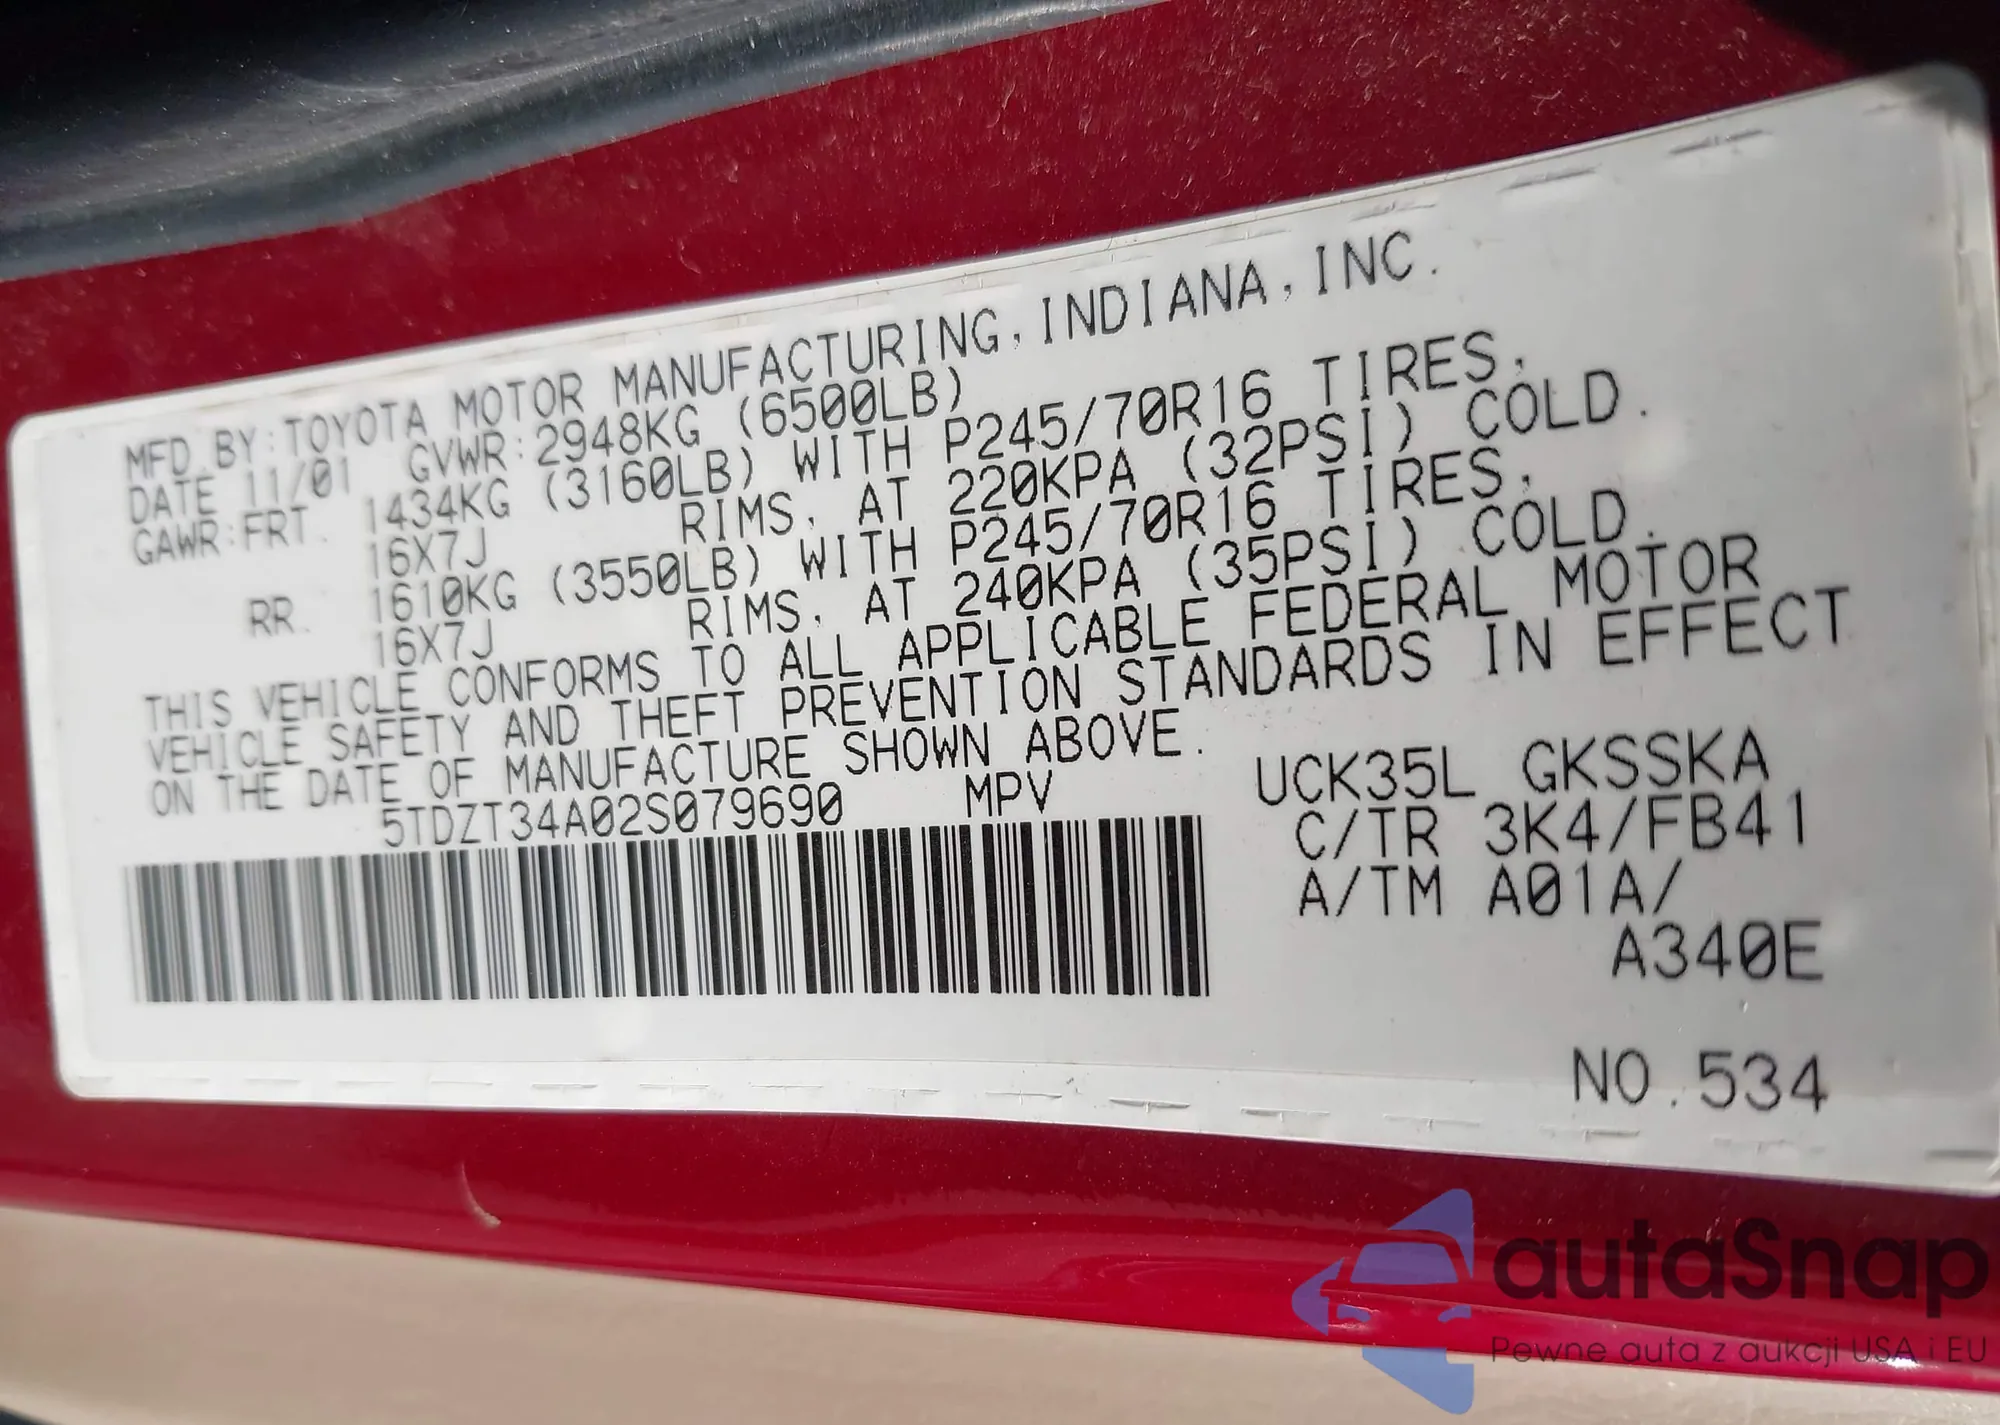 MFD.BY:TOYOTA MOTOR MANUFACTURING,INDIANA,INC.
DATE 11/01 GVWR:2948KG (6500LB)
GAWR:FRT. 1434KG (3160LB) WITH P245/70R16 TIRES,
16X7J RIMS, AT 220KPA (32PSI) COLD.
RR. 1610KG (3550LB) WITH P245/70R16 TIRES,
16X7J RIMS, AT 240KPA (35PSI) COLD.
THIS VEHICLE CONFORMS TO ALL APPLICABLE FEDERAL MOTOR
VEHICLE SAFETY AND THEFT PREVENTION STANDARDS IN EFFECT
ON THE DATE OF MANUFACTURE SHOWN ABOVE.
5TDZT34A02S079690 MPV
UCK35L GKSSKA
C/TR 3K4/FB41
A/TM A01A/
A340E
NO.534
autaSnap
Pewne auta z aukcji USA i EU